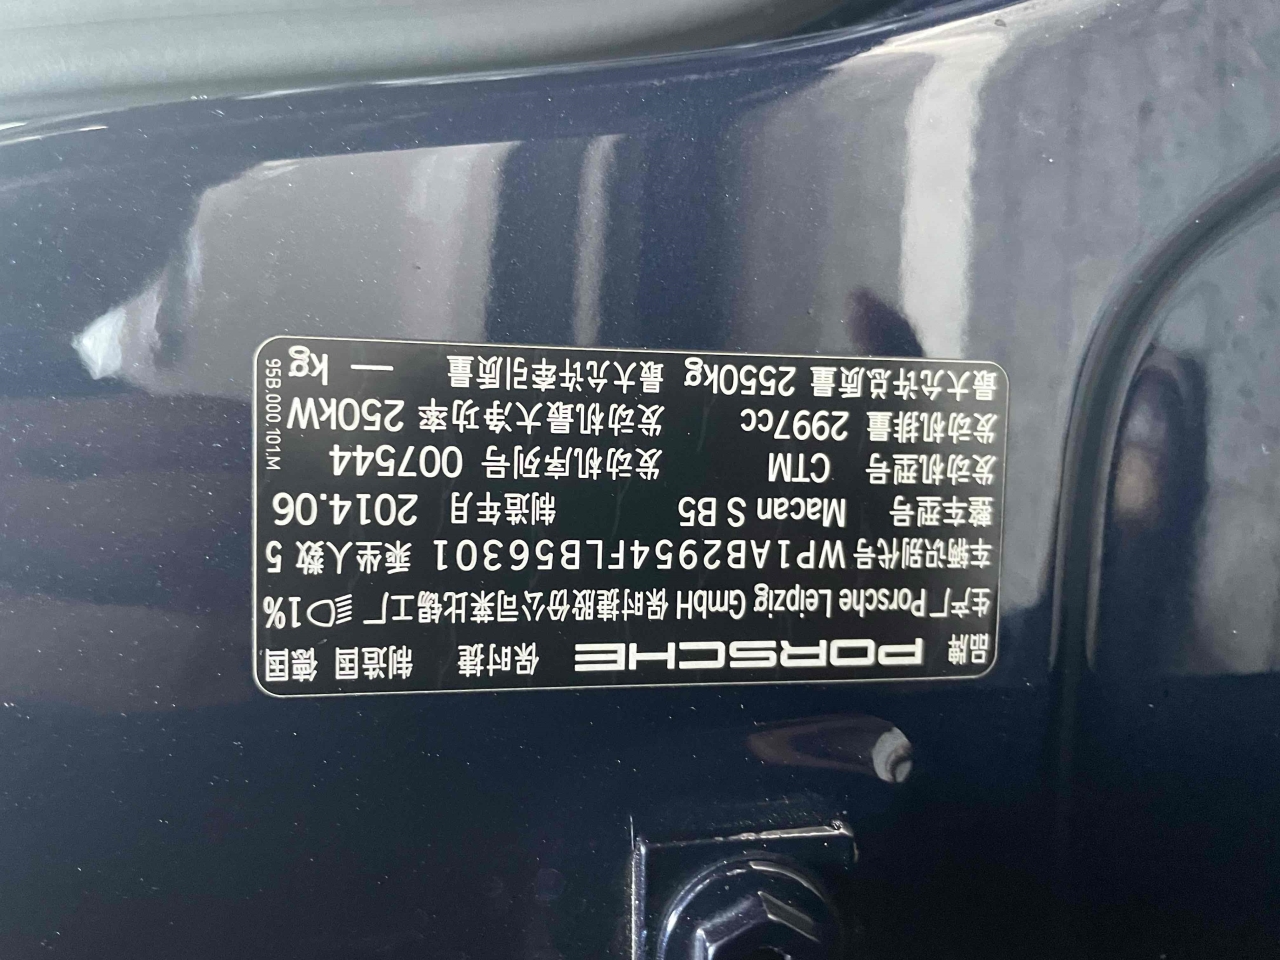 品牌 PORSCHE 保时捷 制造国 德国
生产厂 Porsche Leipzig GmbH 保时捷股份公司莱比锡工厂 1%
车辆识别代号 WP1AB2954FLB56301 乘坐人数 5
整车型号 Macan S B5 制造年月 2014.06
发动机型号 CTM 发动机序列号 007544
发动机排量 2997cc 发动机最大净功率 250kW
最大允许总质量 2550kg 最大允许牵引质量 — kg
95B.000.101.M